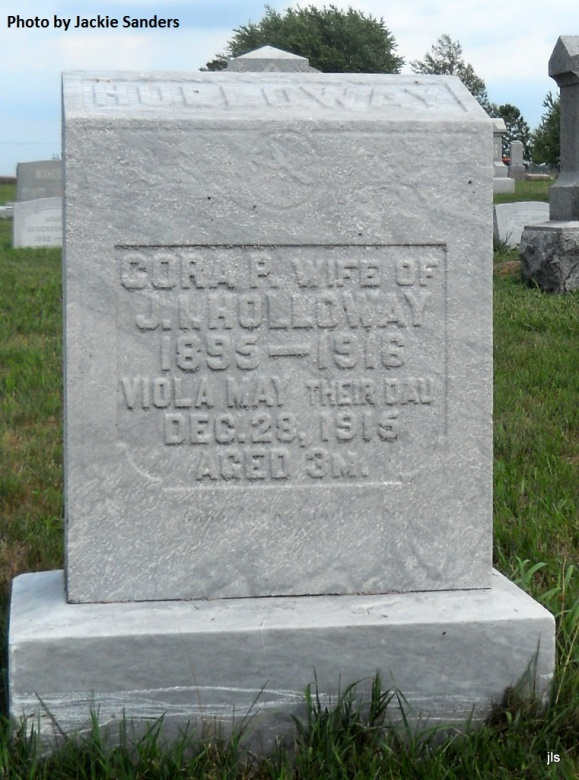 Photo by Jackie Sanders
HOLLOWAY
CORA P. WIFE OF
J. I. HOLLOWAY
1895—1916
VIOLA MAY THEIR DAU
DEC. 28, 1915
AGED 3M.
jls